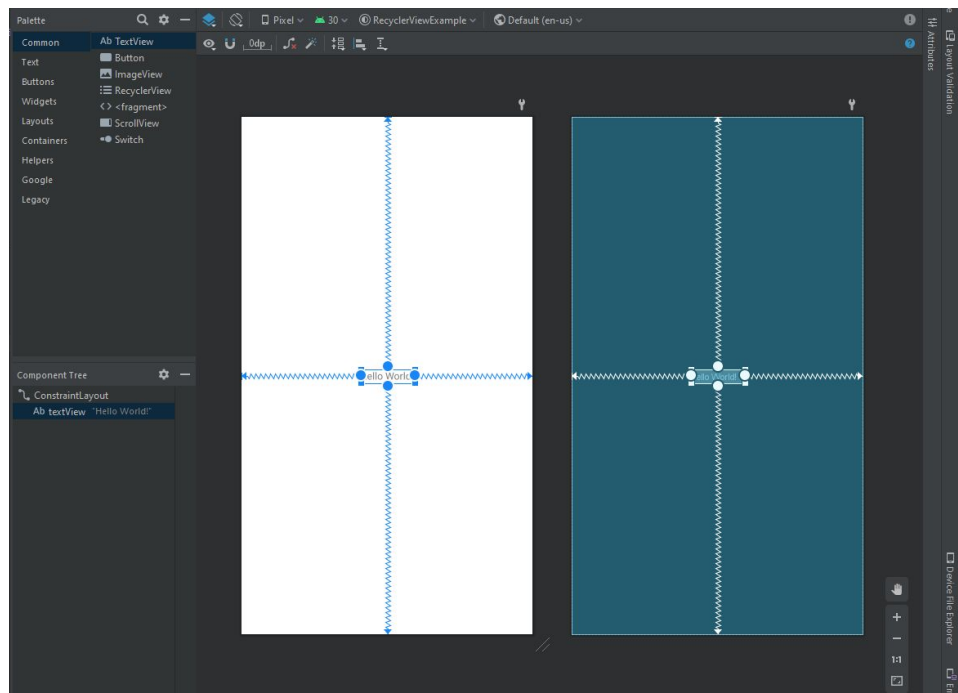 Palette
Common
Text
Buttons
Widgets
Layouts
Containers
Helpers
Google
Legacy
Ab TextView
Button
ImageView
RecyclerView
<> <fragment>
ScrollView
Switch
Pixel
30
RecyclerViewExample
Default (en-us)
0dp
Component Tree
ConstraintLayout
Ab textView "Hello World!"
ello World
ello World!
Attributes
Layout Validation
Device File Explorer
1:1